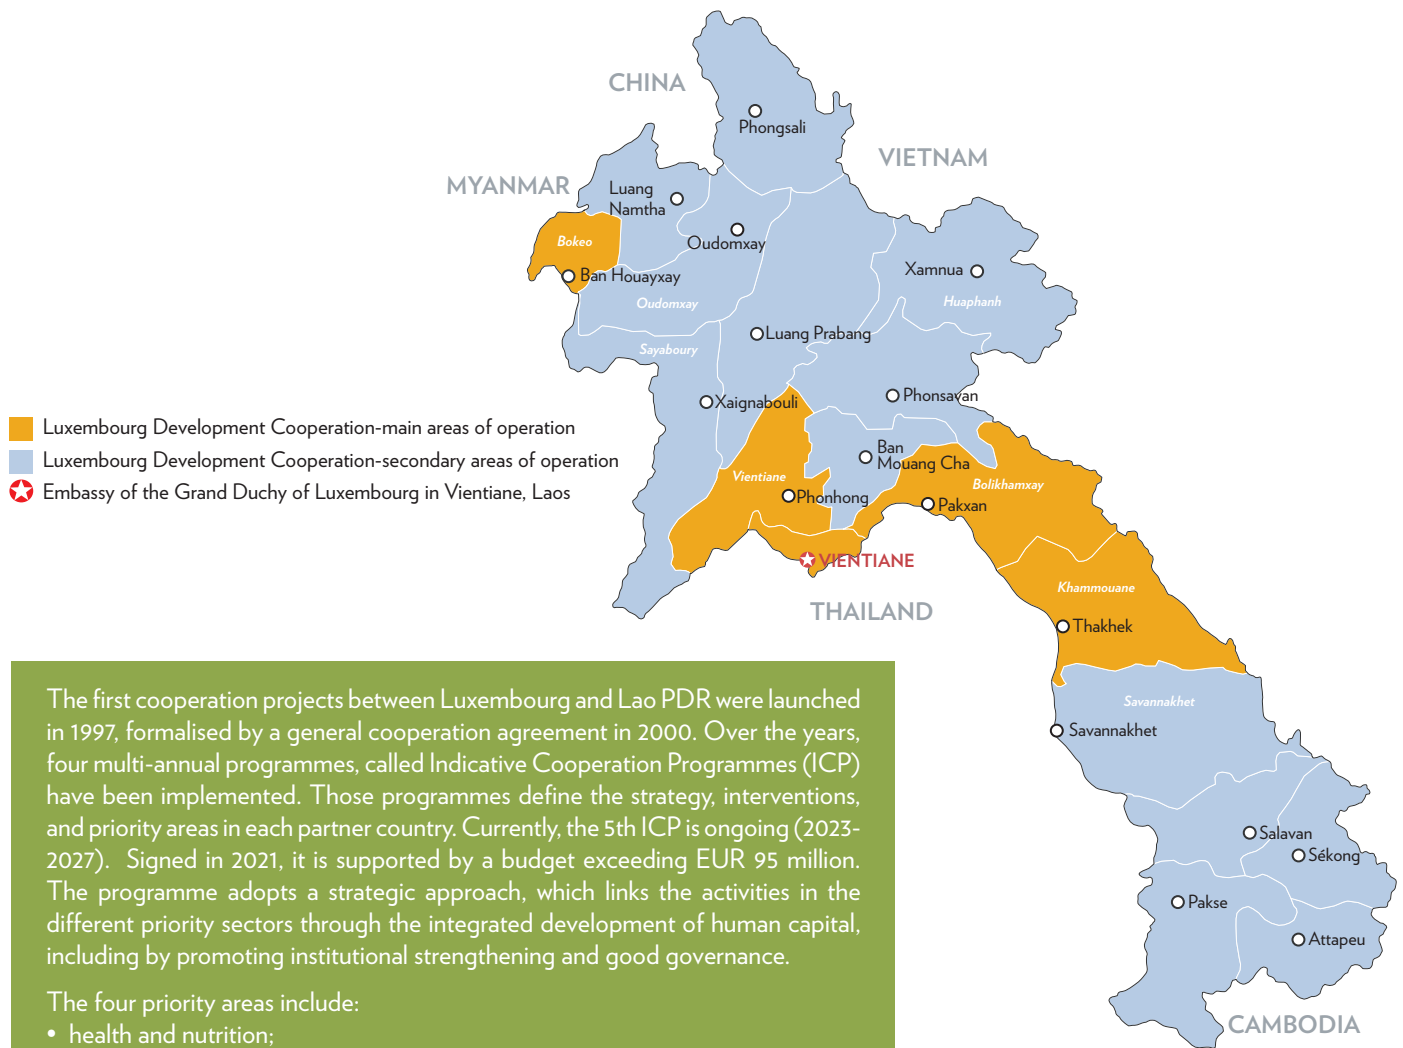 CHINA
Phongsali
VIETNAM
MYANMAR
Luang
Namtha
Bokeo
Oudomxay
Ban Houayxay
Xamnua
Oudomxay
Huaphanh
Luang Prabang
Sayaboury
Xaignabouli
Phonsavan
Luxembourg Development Cooperation-main areas of operation
Luxembourg Development Cooperation-secondary areas of operation
Embassy of the Grand Duchy of Luxembourg in Vientiane, Laos
Ban
Mouang Cha
Vientiane
Phonhong
Bolikhamxay
Pakxan
VIENTIANE
THAILAND
Khammouane
Thakhek
Savannakhet
Savannakhet
Salavan
Sékong
Pakse
Attapeu
CAMBODIA
The first cooperation projects between Luxembourg and Lao PDR were launched
in 1997, formalised by a general cooperation agreement in 2000. Over the years,
four multi-annual programmes, called Indicative Cooperation Programmes (ICP)
have been implemented. Those programmes define the strategy, interventions,
and priority areas in each partner country. Currently, the 5th ICP is ongoing (2023-
2027). Signed in 2021, it is supported by a budget exceeding EUR 95 million.
The programme adopts a strategic approach, which links the activities in the
different priority sectors through the integrated development of human capital,
including by promoting institutional strengthening and good governance.
The four priority areas include:
• health and nutrition;